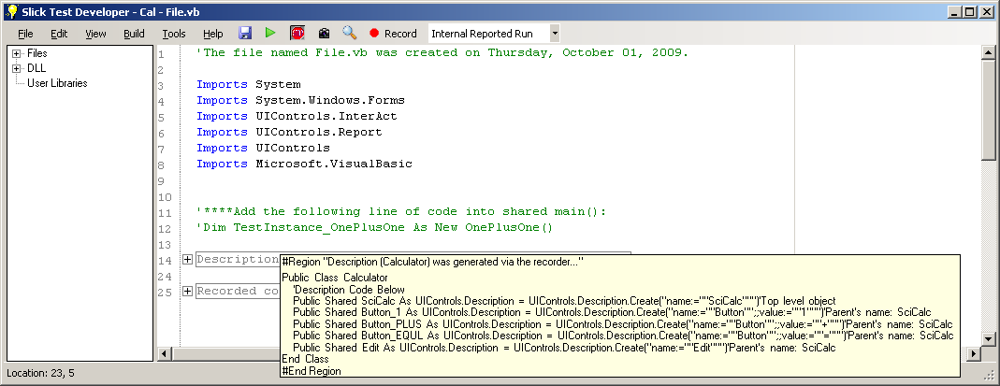 Slick Test Developer - Cal - File.vb
File Edit View Build Tools Help Record Internal Reported Run
Files
DLL
User Libraries
1 'The file named File.vb was created on Thursday, October 01, 2009.
2
3 Imports System
4 Imports System.Windows.Forms
5 Imports UIControls.InterAct
6 Imports UIControls.Report
7 Imports UIControls
8 Imports Microsoft.VisualBasic
9
10
11 '****Add the following line of code into shared main():
12 'Dim TestInstance_OnePlusOne As New OnePlusOne()
13
14 Description
24
25 Recorded co
#Region "Description (Calculator) was generated via the recorder..."
Public Class Calculator
'Description Code Below
Public Shared SciCalc As UIControls.Description = UIControls.Description.Create("name:=""SciCalc""")'Top level object
Public Shared Button_1 As UIControls.Description = UIControls.Description.Create("name:=""Button"";;value:=""1""")'Parent's name: SciCalc
Public Shared Button_PLUS As UIControls.Description = UIControls.Description.Create("name:=""Button"";;value:=""+""")'Parent's name: SciCalc
Public Shared Button_EQUL As UIControls.Description = UIControls.Description.Create("name:=""Button"";;value:=""=""")'Parent's name: SciCalc
Public Shared Edit As UIControls.Description = UIControls.Description.Create("name:=""Edit""")'Parent's name: SciCalc
End Class
#End Region
Location: 23, 5